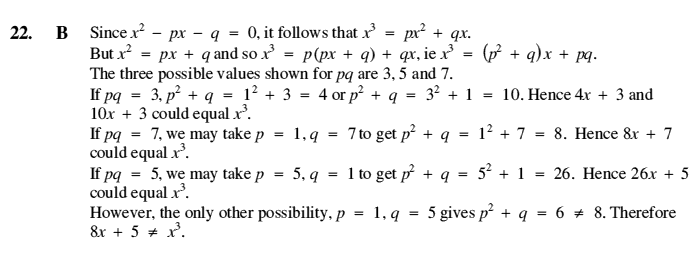 22. B Since x² − px − q = 0, it follows that x³ = px² + qx.
But x² = px + q and so x³ = p(px + q) + qx, ie x³ = (p² + q)x + pq.
The three possible values shown for pq are 3, 5 and 7.
If pq = 3, p² + q = 1² + 3 = 4 or p² + q = 3² + 1 = 10. Hence 4x + 3 and
10x + 3 could equal x³.
If pq = 7, we may take p = 1, q = 7 to get p² + q = 1² + 7 = 8. Hence 8x + 7
could equal x³.
If pq = 5, we may take p = 5, q = 1 to get p² + q = 5² + 1 = 26. Hence 26x + 5
could equal x³.
However, the only other possibility, p = 1, q = 5 gives p² + q = 6 ≠ 8. Therefore
8x + 5 ≠ x³.